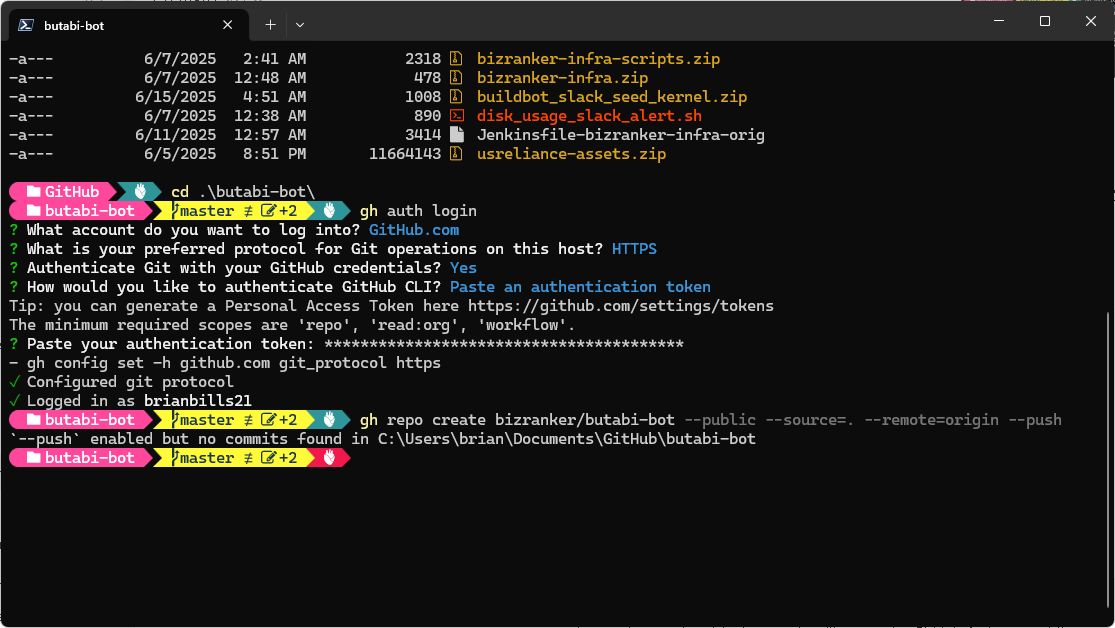 butabi-bot
-a--- 6/7/2025 2:41 AM 2318 bizranker-infra-scripts.zip
-a--- 6/7/2025 12:48 AM 478 bizranker-infra.zip
-a--- 6/15/2025 4:51 AM 1008 buildbot_slack_seed_kernel.zip
-a--- 6/7/2025 12:38 AM 890 disk_usage_slack_alert.sh
-a--- 6/11/2025 12:57 AM 3414 Jenkinsfile-bizranker-infra-orig
-a--- 6/5/2025 8:51 PM 11664143 usreliance-assets.zip
GitHub cd .\butabi-bot\
butabi-bot master ≢ +2 gh auth login
? What account do you want to log into? GitHub.com
? What is your preferred protocol for Git operations on this host? HTTPS
? Authenticate Git with your GitHub credentials? Yes
? How would you like to authenticate GitHub CLI? Paste an authentication token
Tip: you can generate a Personal Access Token here https://github.com/settings/tokens
The minimum required scopes are 'repo', 'read:org', 'workflow'.
? Paste your authentication token: ****************************************
- gh config set -h github.com git_protocol https
✓ Configured git protocol
✓ Logged in as brianbills21
butabi-bot master ≢ +2 gh repo create bizranker/butabi-bot --public --source=. --remote=origin --push
`--push` enabled but no commits found in C:\Users\brian\Documents\GitHub\butabi-bot
butabi-bot master ≢ +2